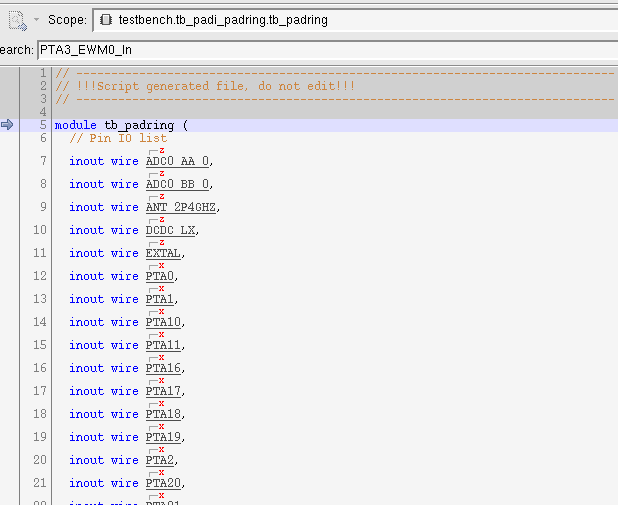 Scope: testbench.tb_padi_padring.tb_padring
earch: PTA3_EWM0_In
1 // ---------------------------------------------------------------------------
2 // !!!Script generated file, do not edit!!!
3 // ---------------------------------------------------------------------------
4
5 module tb_padring (
6 // Pin IO list
z
7 inout wire ADC0_AA_0,
z
8 inout wire ADC0_BB_0,
z
9 inout wire ANT_2P4GHZ,
z
10 inout wire DCDC_LX,
z
11 inout wire EXTAL,
x
12 inout wire PTA0,
x
13 inout wire PTA1,
x
14 inout wire PTA10,
x
15 inout wire PTA11,
x
16 inout wire PTA16,
x
17 inout wire PTA17,
x
18 inout wire PTA18,
x
19 inout wire PTA19,
x
20 inout wire PTA2,
x
21 inout wire PTA20,
x